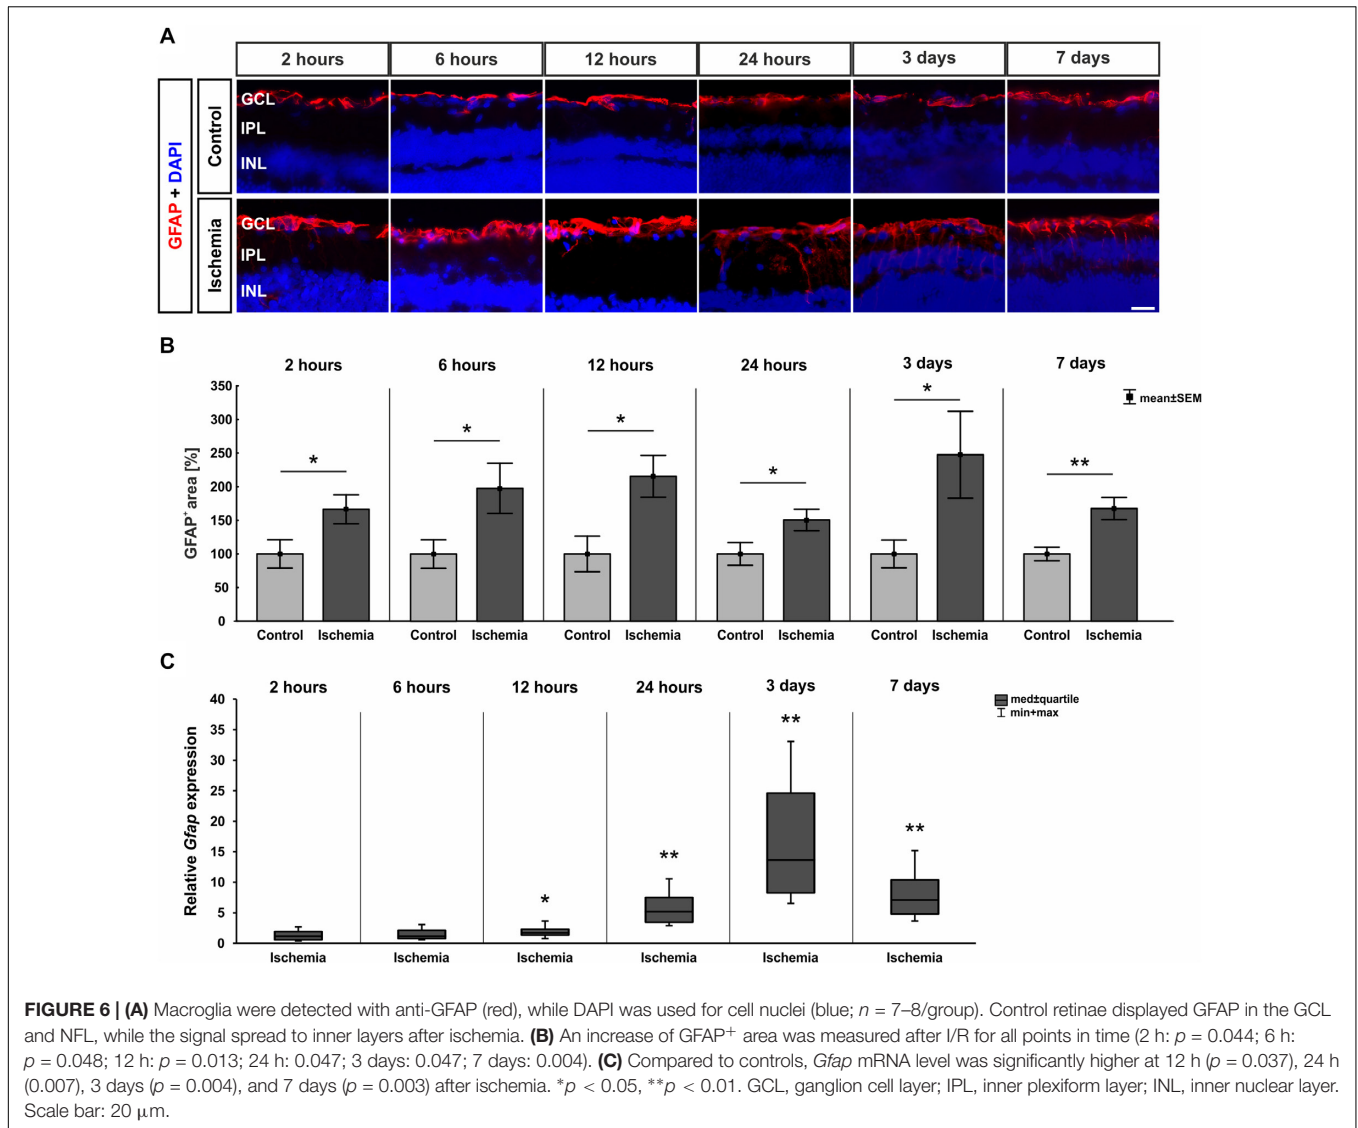 A
2 hours 6 hours 12 hours 24 hours 3 days 7 days
GFAP + DAPI
Control
GCL
IPL
INL
Ischemia
GCL
IPL
INL
B
2 hours 6 hours 12 hours 24 hours 3 days 7 days
GFAP+ area [%]
350
300
250
200
150
100
50
0
* * * * * **
mean±SEM
Control Ischemia Control Ischemia Control Ischemia Control Ischemia Control Ischemia Control Ischemia
C
2 hours 6 hours 12 hours 24 hours 3 days 7 days
Relative Gfap expression
40
35
30
25
20
15
10
5
0
* ** ** **
med±quartile
min+max
Ischemia Ischemia Ischemia Ischemia Ischemia Ischemia
FIGURE 6 | (A) Macroglia were detected with anti-GFAP (red), while DAPI was used for cell nuclei (blue; n = 7–8/group). Control retinae displayed GFAP in the GCL
and NFL, while the signal spread to inner layers after ischemia. (B) An increase of GFAP+ area was measured after I/R for all points in time (2 h: p = 0.044; 6 h:
p = 0.048; 12 h: p = 0.013; 24 h: 0.047; 3 days: 0.047; 7 days: 0.004). (C) Compared to controls, Gfap mRNA level was significantly higher at 12 h (p = 0.037), 24 h
(0.007), 3 days (p = 0.004), and 7 days (p = 0.003) after ischemia. *p < 0.05, **p < 0.01. GCL, ganglion cell layer; IPL, inner plexiform layer; INL, inner nuclear layer.
Scale bar: 20 μm.